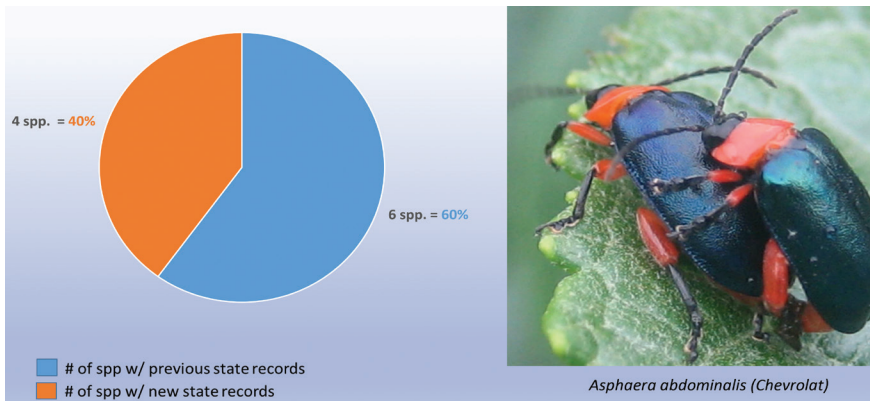 4 spp. = 40%
6 spp. = 60%
# of spp w/ previous state records
# of spp w/ new state records
Asphaera abdominalis (Chevrolat)